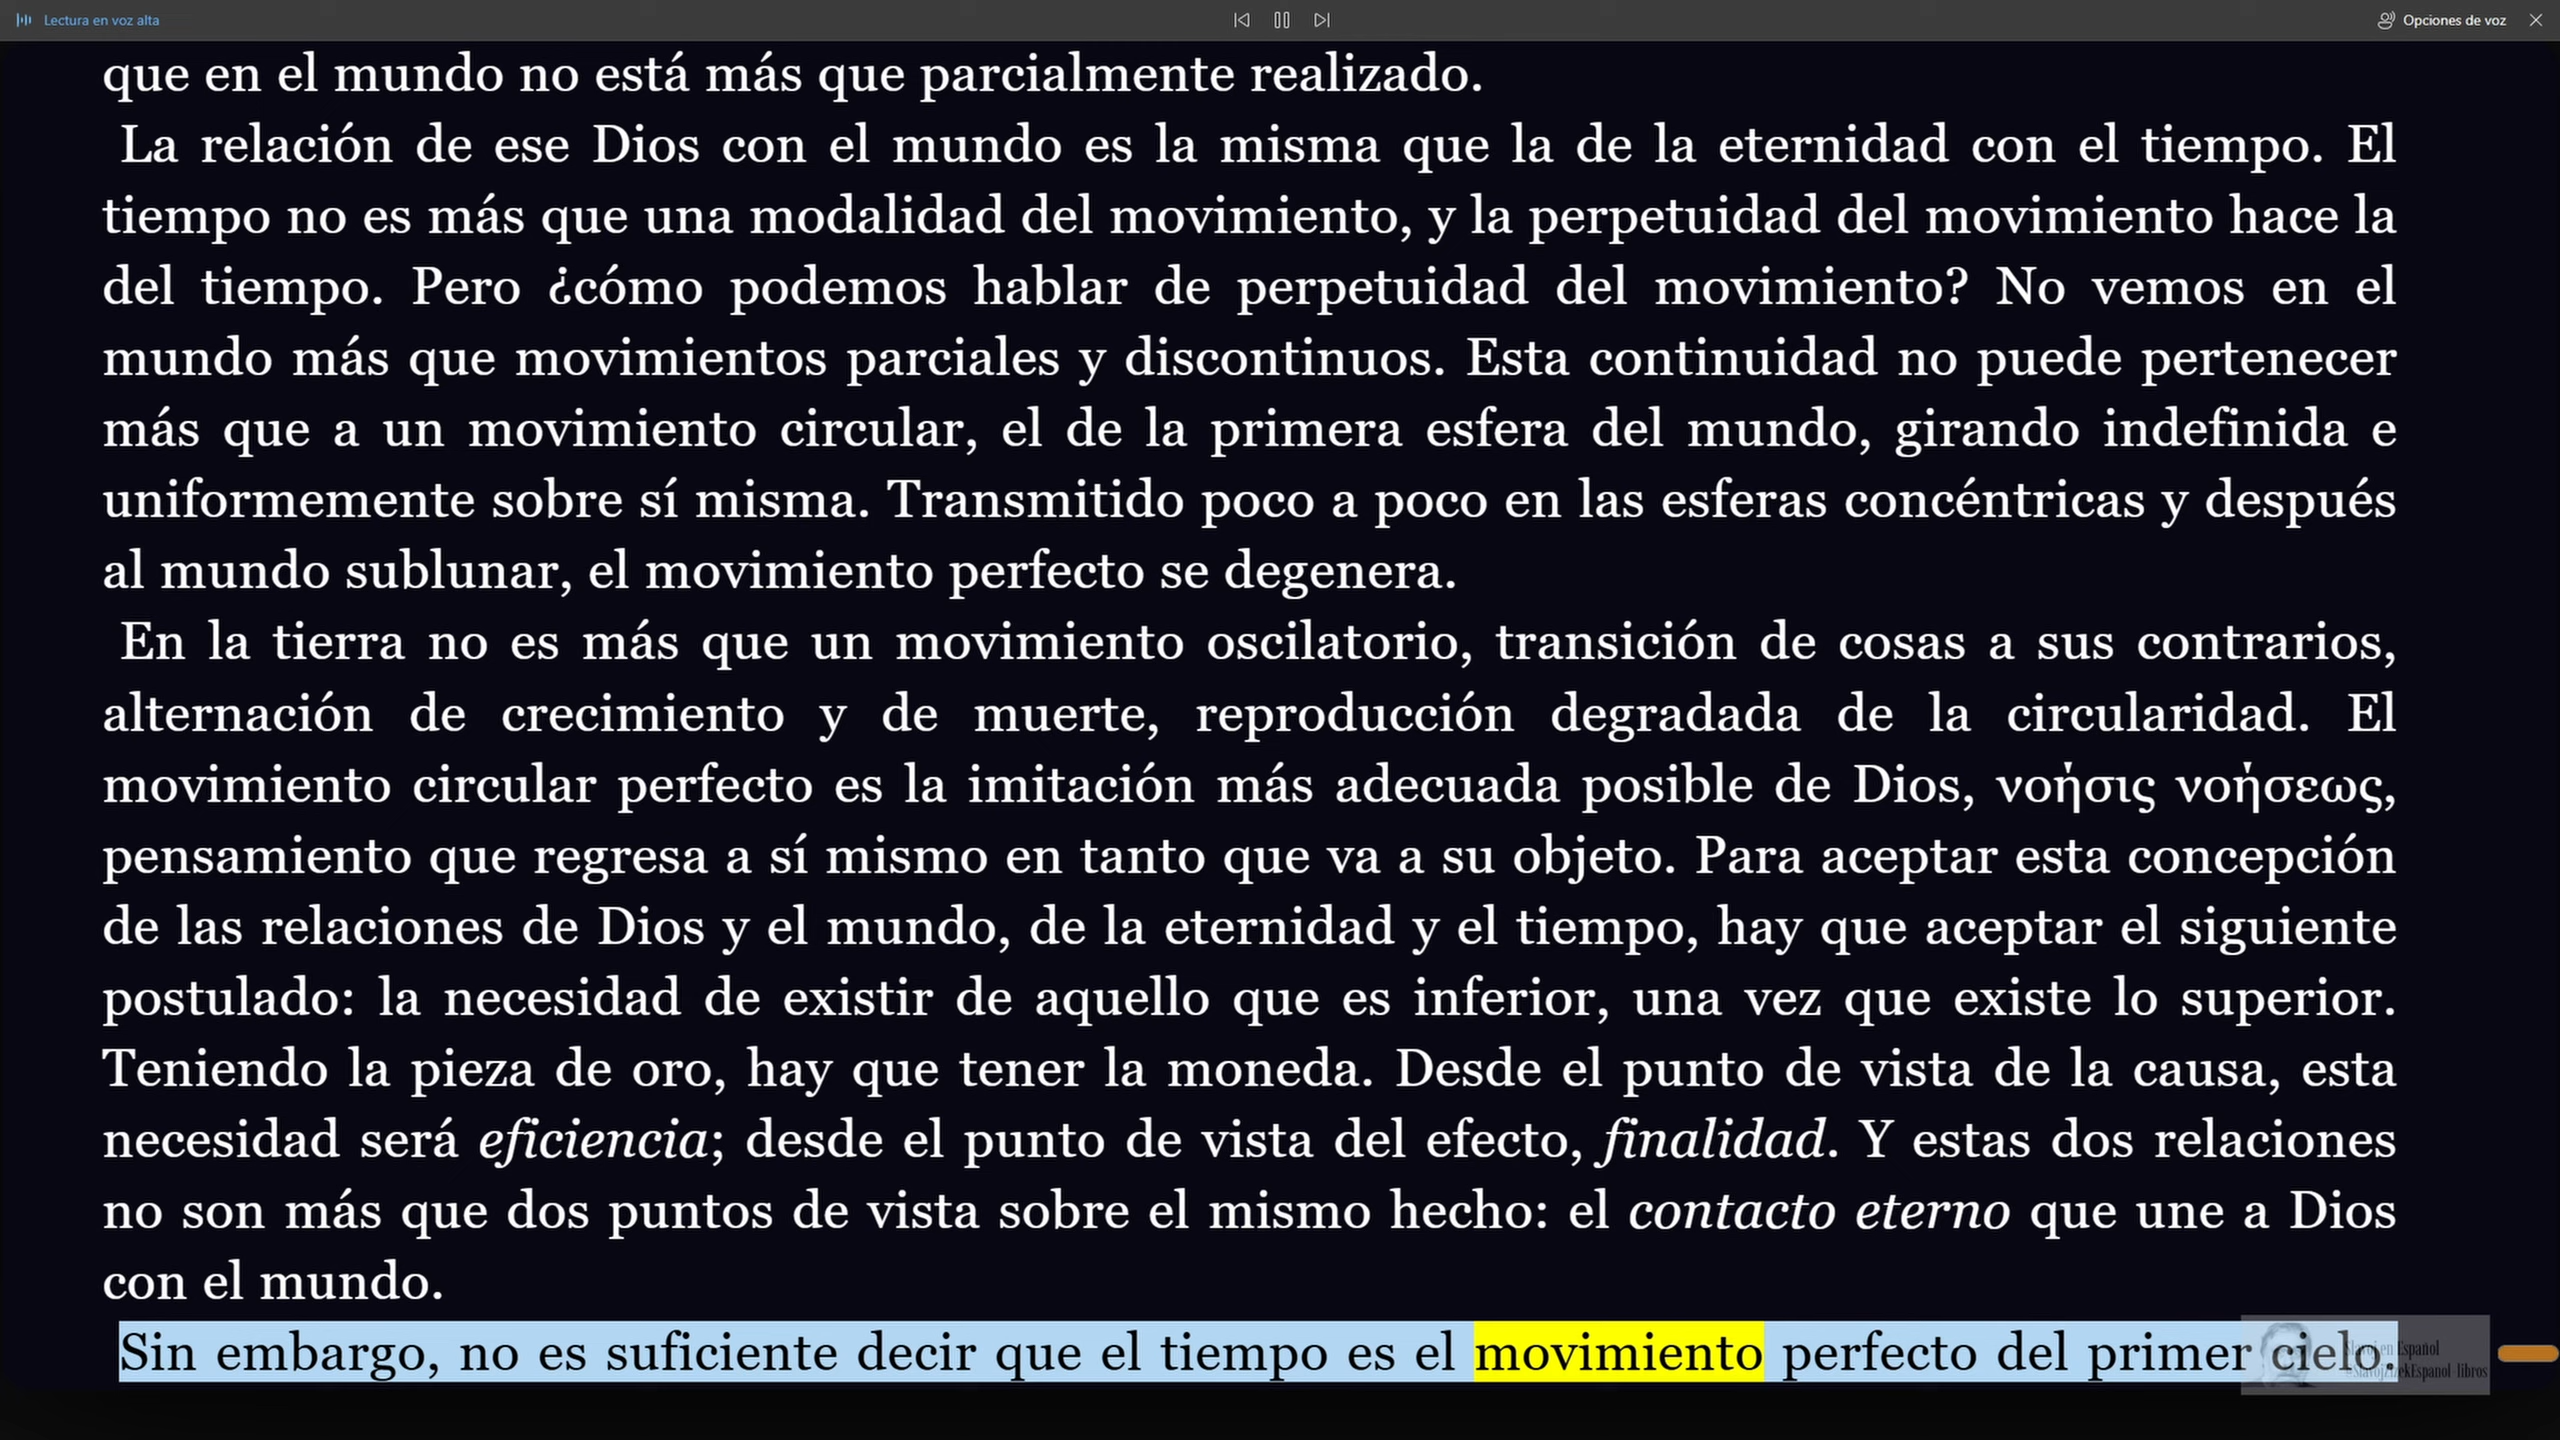 Lectura en voz alta
Opciones de voz
que en el mundo no está más que parcialmente realizado.
La relación de ese Dios con el mundo es la misma que la de la eternidad con el tiempo. El
tiempo no es más que una modalidad del movimiento, y la perpetuidad del movimiento hace la
del tiempo. Pero ¿cómo podemos hablar de perpetuidad del movimiento? No vemos en el
mundo más que movimientos parciales y discontinuos. Esta continuidad no puede pertenecer
más que a un movimiento circular, el de la primera esfera del mundo, girando indefinida e
uniformemente sobre sí misma. Transmitido poco a poco en las esferas concéntricas y después
al mundo sublunar, el movimiento perfecto se degenera.
En la tierra no es más que un movimiento oscilatorio, transición de cosas a sus contrarios,
alternación de crecimiento y de muerte, reproducción degradada de la circularidad. El
movimiento circular perfecto es la imitación más adecuada posible de Dios, νοήσις νοήσεως,
pensamiento que regresa a sí mismo en tanto que va a su objeto. Para aceptar esta concepción
de las relaciones de Dios y el mundo, de la eternidad y el tiempo, hay que aceptar el siguiente
postulado: la necesidad de existir de aquello que es inferior, una vez que existe lo superior.
Teniendo la pieza de oro, hay que tener la moneda. Desde el punto de vista de la causa, esta
necesidad será eficiencia; desde el punto de vista del efecto, finalidad. Y estas dos relaciones
no son más que dos puntos de vista sobre el mismo hecho: el contacto eterno que une a Dios
con el mundo.
Sin embargo, no es suficiente decir que el tiempo es el movimiento perfecto del primer cielo.
en Español
libros